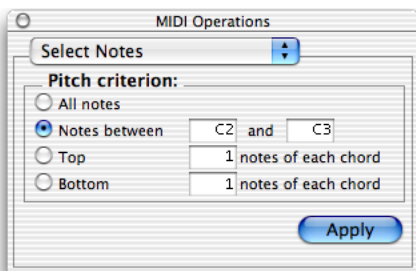 MIDI Operations
Select Notes
Pitch criterion:
All notes
Notes between C2 and C3
Top 1 notes of each chord
Bottom 1 notes of each chord
Apply